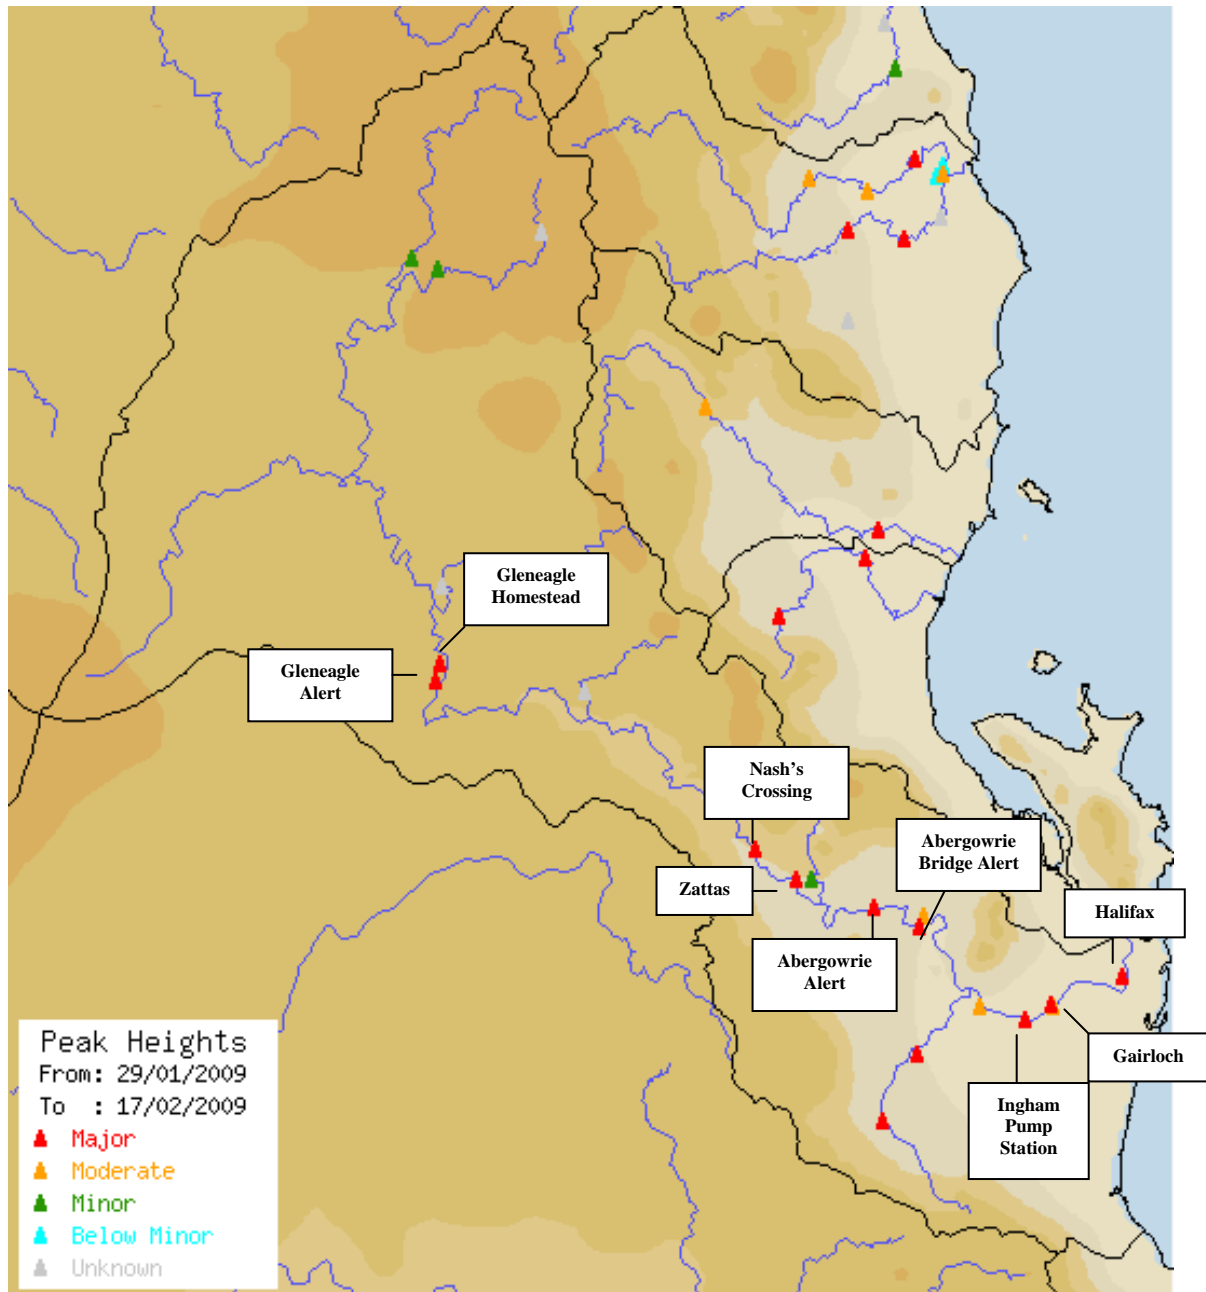 Gleneagle
Homestead
Gleneagle
Alert
Nash's
Crossing
Abergowrie
Bridge Alert
Zattas
Halifax
Abergowrie
Alert
Gairloch
Ingham
Pump
Station
Peak Heights
From: 29/01/2009
To : 17/02/2009
Major
Moderate
Minor
Below Minor
Unknown